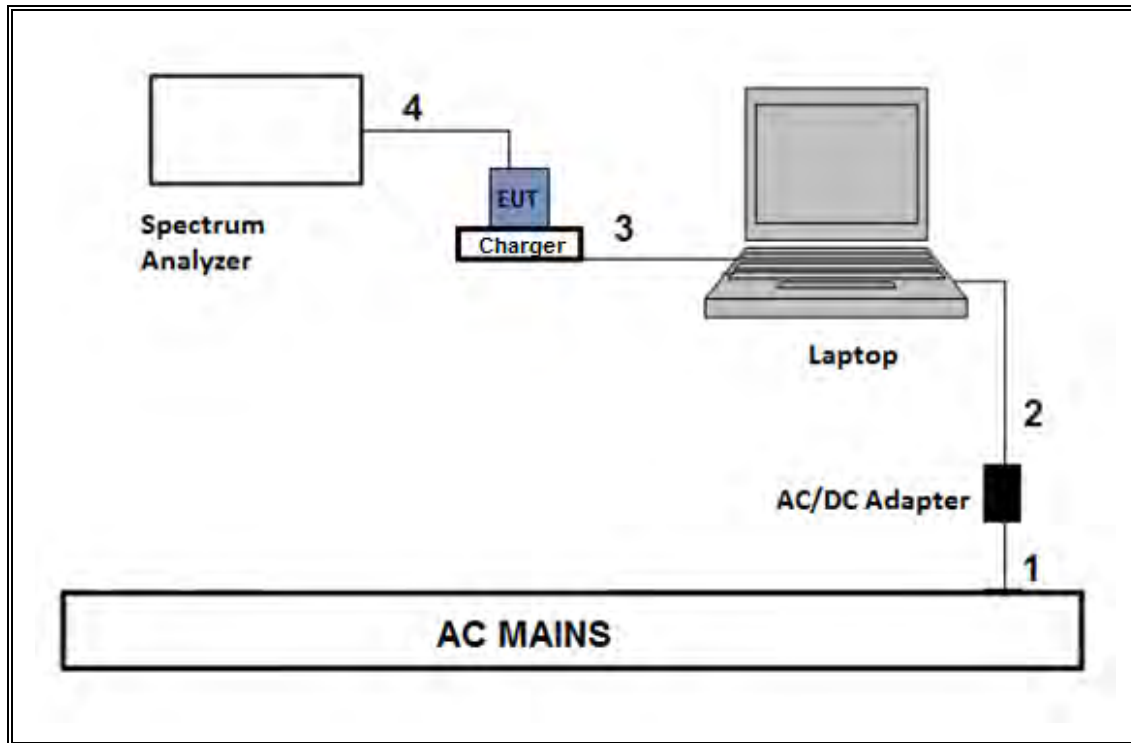 4
EUT
Charger
3
Spectrum
Analyzer
Laptop
2
AC/DC Adapter
1
AC MAINS